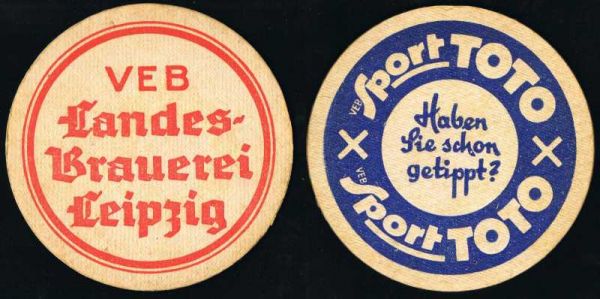 VEB
Landes-
Brauerei
Leipzig
VEB Sport TOTO
Haben
Sie schon
getippt?
VEB Sport TOTO